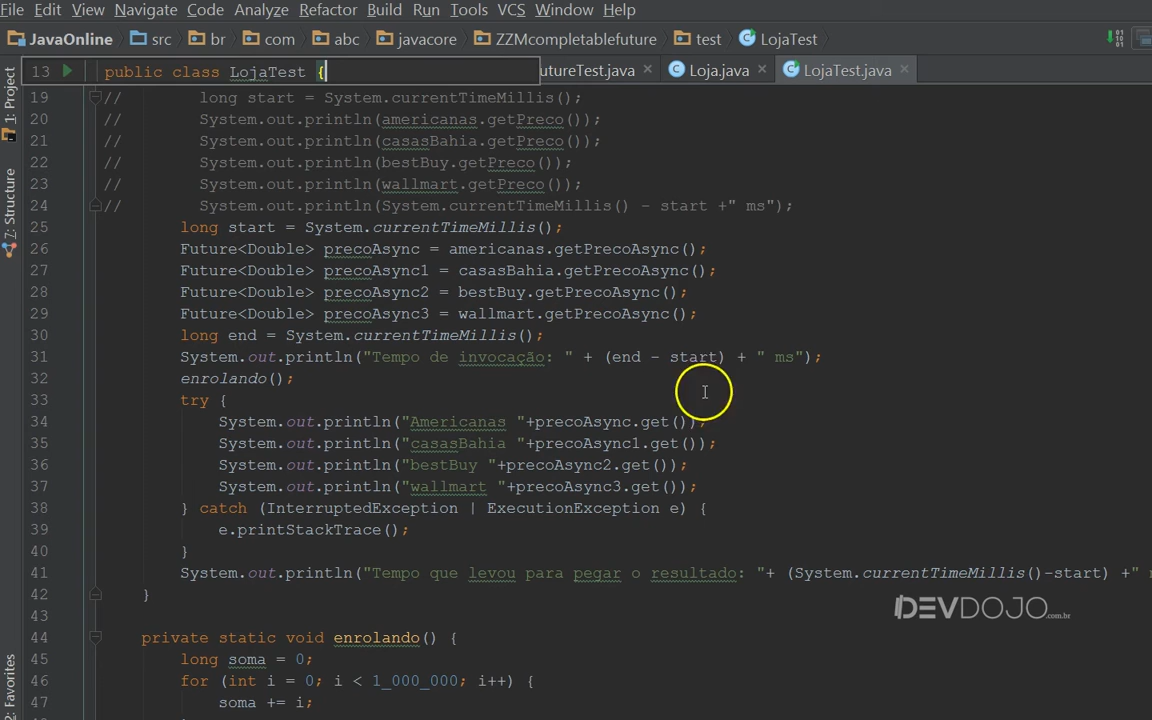 File Edit View Navigate Code Analyze Refactor Build Run Tools VCS Window Help
JavaOnline src br com abc javacore ZZMcompletablefuture test LojaTest
13 public class LojaTest {
utureTest.java Loja.java LojaTest.java
1: Project
7: Structure
2: Favorites
19 // long start = System.currentTimeMillis();
20 // System.out.println(americanas.getPreco());
21 // System.out.println(casasBahia.getPreco());
22 // System.out.println(bestBuy.getPreco());
23 // System.out.println(wallmart.getPreco());
24 // System.out.println(System.currentTimeMillis() - start +" ms");
25 long start = System.currentTimeMillis();
26 Future<Double> precoAsync = americanas.getPrecoAsync();
27 Future<Double> precoAsync1 = casasBahia.getPrecoAsync();
28 Future<Double> precoAsync2 = bestBuy.getPrecoAsync();
29 Future<Double> precoAsync3 = wallmart.getPrecoAsync();
30 long end = System.currentTimeMillis();
31 System.out.println("Tempo de invocação: " + (end - start) + " ms");
32 enrolando();
33 try {
34 System.out.println("Americanas "+precoAsync.get());
35 System.out.println("casasBahia "+precoAsync1.get());
36 System.out.println("bestBuy "+precoAsync2.get());
37 System.out.println("wallmart "+precoAsync3.get());
38 } catch (InterruptedException | ExecutionException e) {
39 e.printStackTrace();
40 }
41 System.out.println("Tempo que levou para pegar o resultado: "+ (System.currentTimeMillis()-start) +"
42 }
DEVDOJO.com.br
43
44 private static void enrolando() {
45 long soma = 0;
46 for (int i = 0; i < 1_000_000; i++) {
47 soma += i;